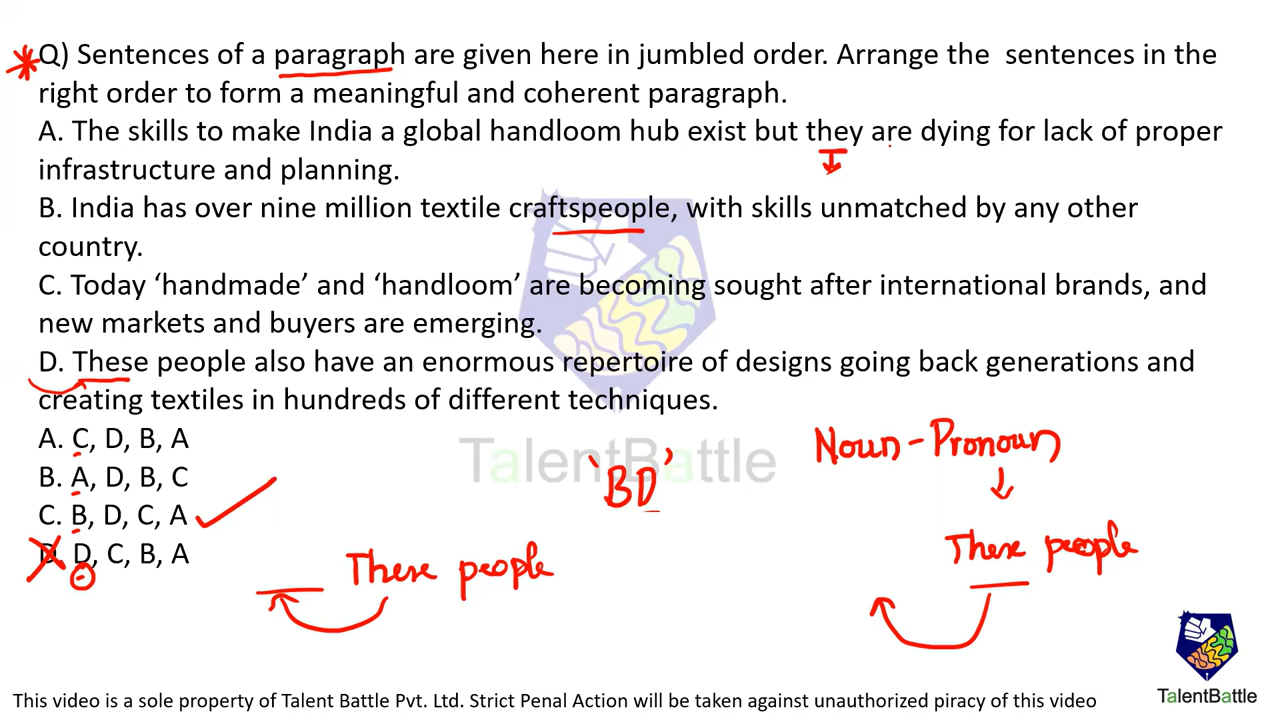 *Q) Sentences of a paragraph are given here in jumbled order. Arrange the sentences in the
right order to form a meaningful and coherent paragraph.
A. The skills to make India a global handloom hub exist but they are dying for lack of proper
infrastructure and planning.
B. India has over nine million textile craftspeople, with skills unmatched by any other
country.
C. Today ‘handmade’ and ‘handloom’ are becoming sought after international brands, and
new markets and buyers are emerging.
D. These people also have an enormous repertoire of designs going back generations and
creating textiles in hundreds of different techniques.
A. C, D, B, A
B. A, D, B, C
C. B, D, C, A
D. D, C, B, A
TalentBattle
Noun-Pronoun
‘BD’
These people
These people
TalentBattle
This video is a sole property of Talent Battle Pvt. Ltd. Strict Penal Action will be taken against unauthorized piracy of this video